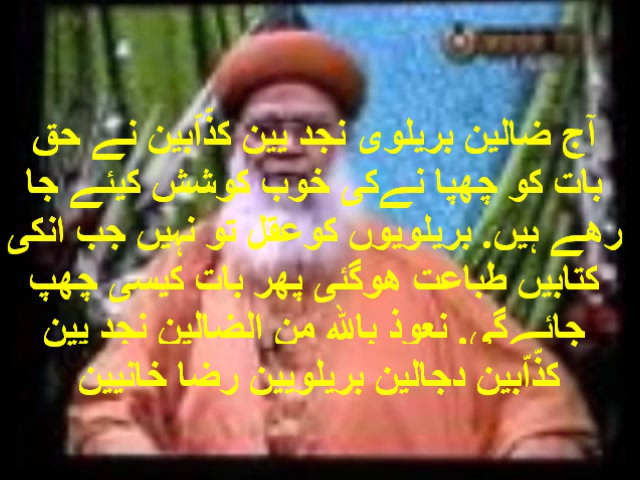 آج ضالین بریلوی نجد یین کذّابین نے حق
بات کو چھپا نےکی خوب کوشش کیئے جا
رھے ہیں. بریلویوں کوعقل تو نہیں جب انکی
کتابیں طباعت ھوگئی پھر بات کیسی چھپ
جائےگی. نعوذ بالله من الضالین نجد یین
کذّاّبین دجالین بریلویین رضا خانیین